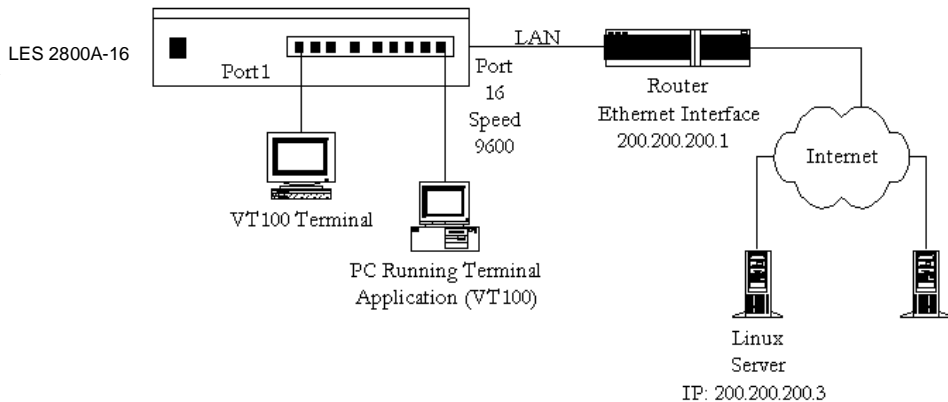 LES 2800A-16
Port1
LAN
Port
16
Speed
9600
Router
Ethernet Interface
200.200.200.1
Internet
VT100 Terminal
PC Running Terminal
Application (VT100)
Linux
Server
IP: 200.200.200.3